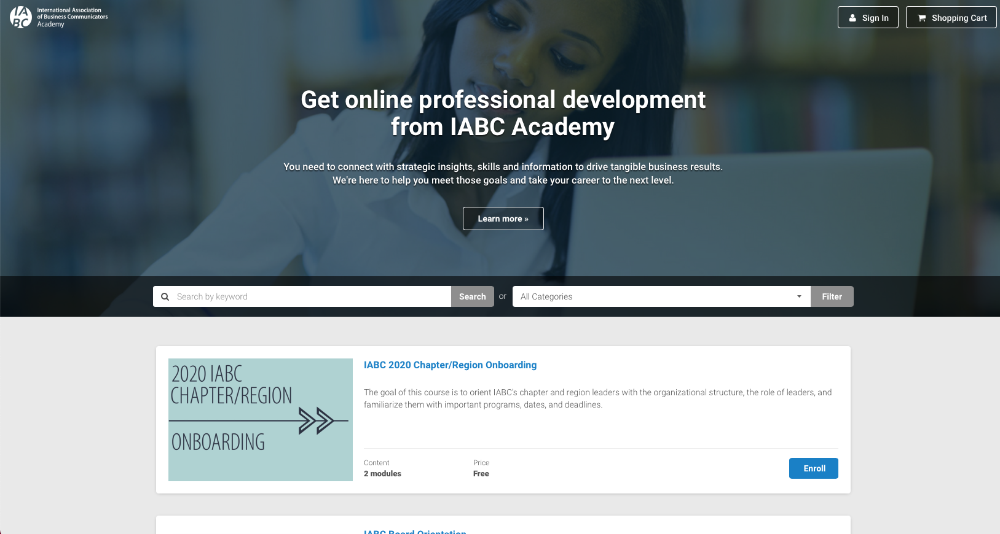 IA
BC
International Association
of Business Communicators
Academy
Sign In
Shopping Cart
Get online professional development
from IABC Academy
You need to connect with strategic insights, skills and information to drive tangible business results.
We're here to help you meet those goals and take your career to the next level.
Learn more »
Search by keyword
Search
or
All Categories
Filter
2020 IABC
CHAPTER/REGION
ONBOARDING
IABC 2020 Chapter/Region Onboarding
The goal of this course is to orient IABC's chapter and region leaders with the organizational structure, the role of leaders, and
familiarize them with important programs, dates, and deadlines.
Content
2 modules
Price
Free
Enroll
IABC Board Orientation